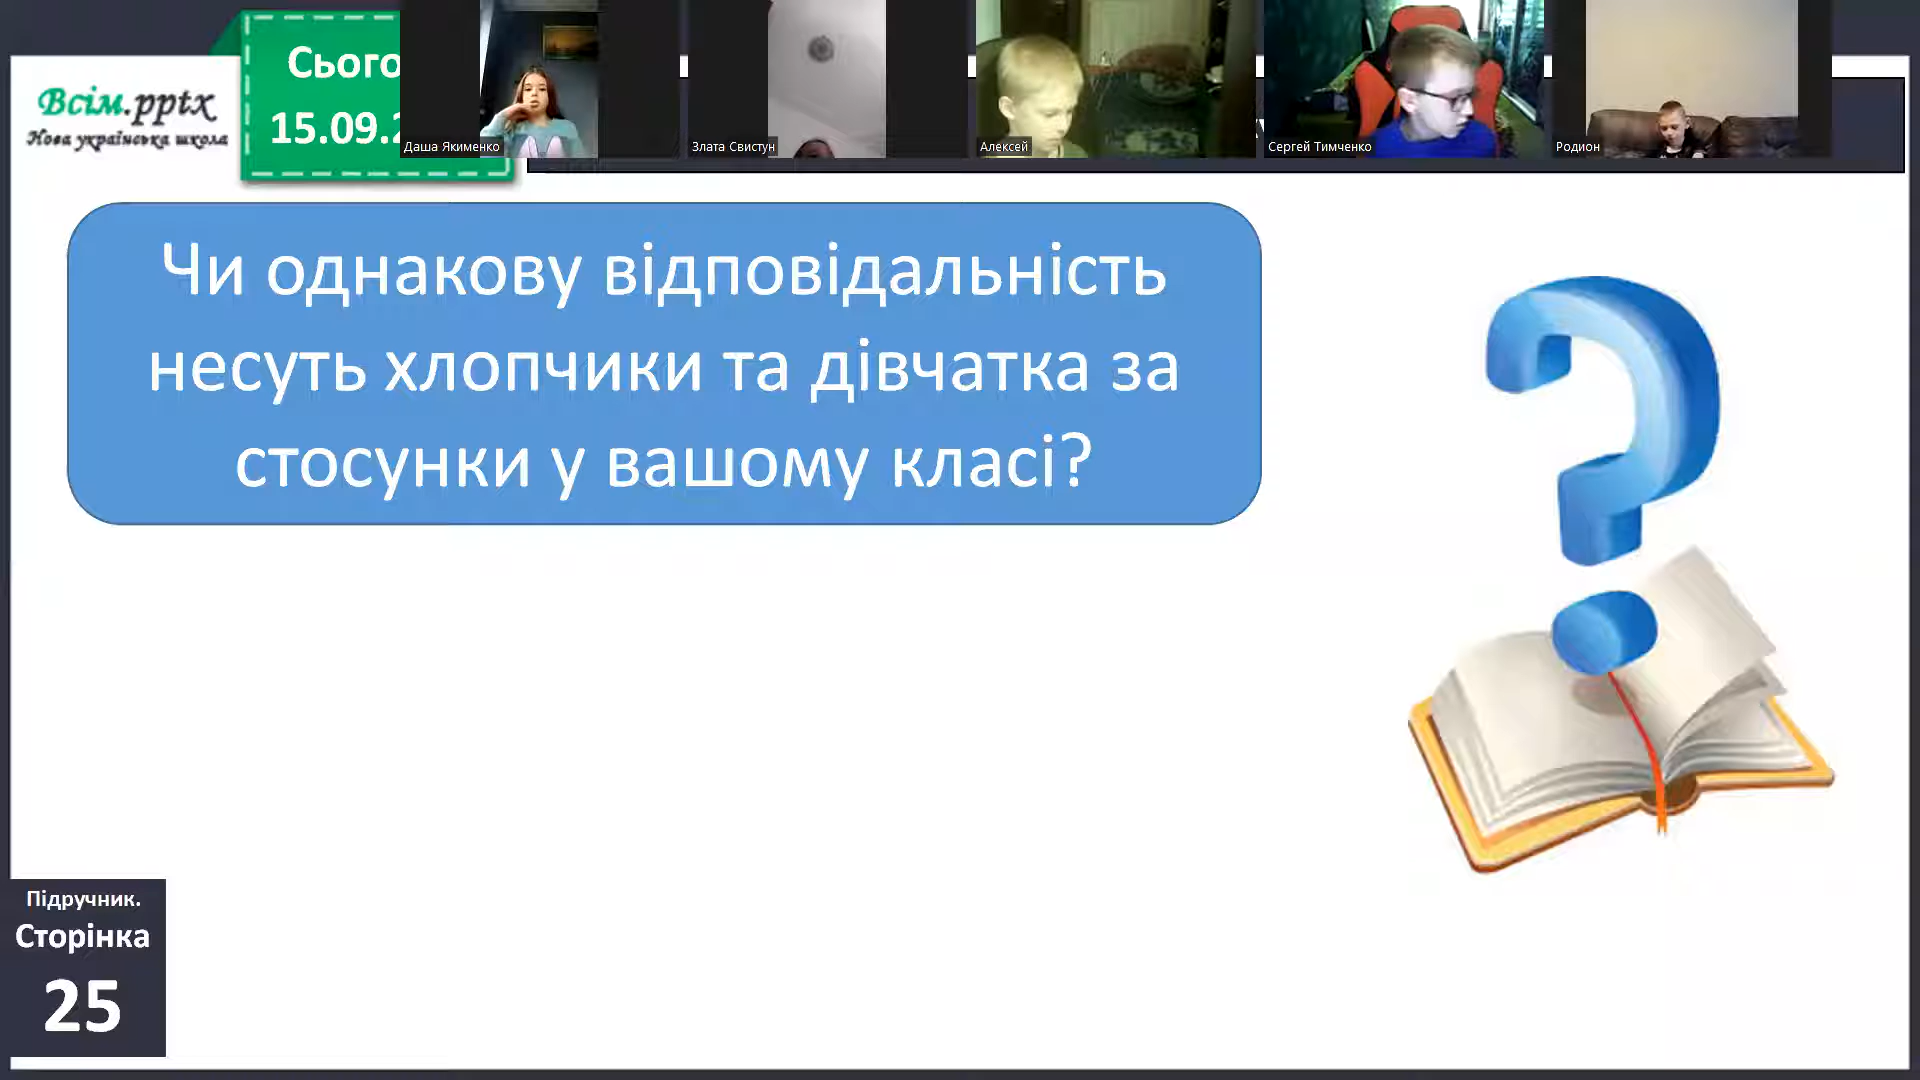 Всім.pptx
Нова українська школа
Сього
15.09.2
Даша Якименко
Злата Свистун
Алексей
Сергей Тимченко
Родион
Чи однакову відповідальність
несуть хлопчики та дівчатка за
стосунки у вашому класі?
Підручник.
Сторінка
25